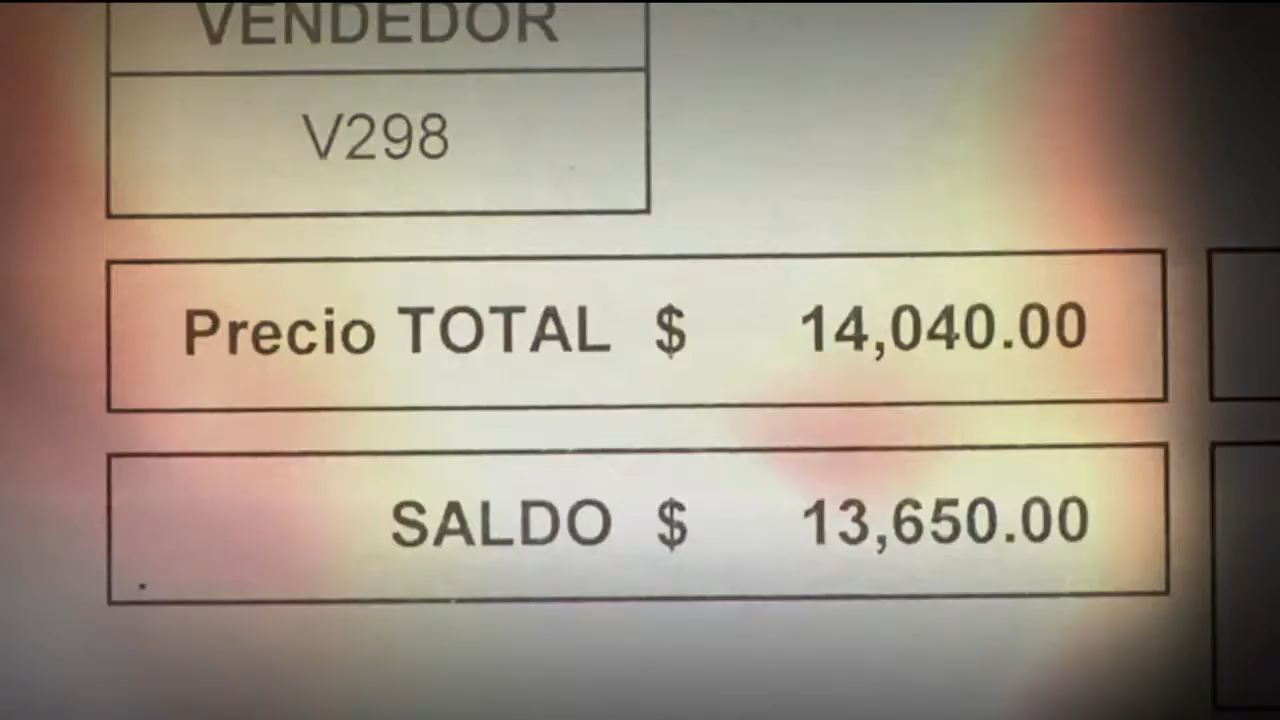 VENDEDOR
V298
Precio TOTAL $ 14,040.00
SALDO $ 13,650.00